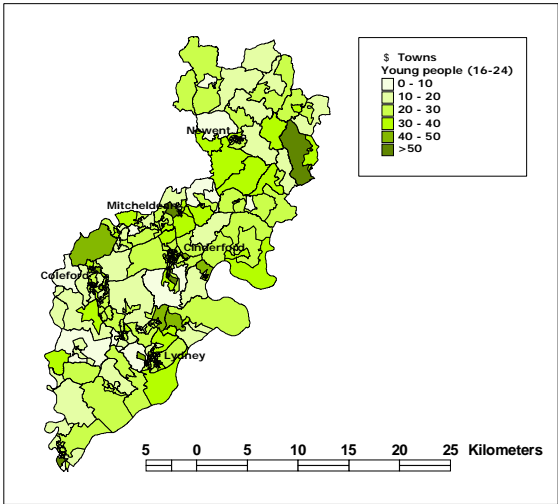 $ Towns
Young people (16-24)
0 - 10
10 - 20
20 - 30
30 - 40
40 - 50
>50
Newent
Mitcheldean
Cinderford
Coleford
Lydney
5 0 5 10 15 20 25 Kilometers